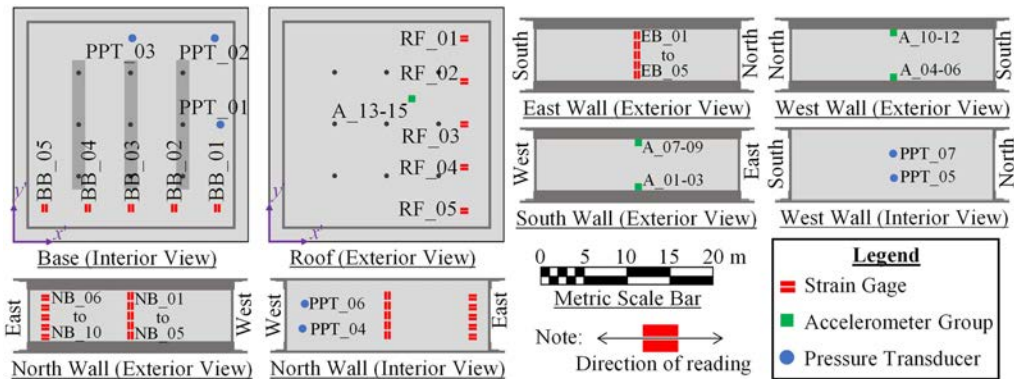 PPT_03
PPT_02
PPT_01
BB_05
BB_04
BB_03
BB_02
BB_01
y'
x'
Base (Interior View)
RF_01
RF_02
A_13-15
RF_03
RF_04
RF_05
Roof (Exterior View)
South
EB_01
to
EB_05
North
East Wall (Exterior View)
North
A_10-12
A_04-06
South
West Wall (Exterior View)
West
A_07-09
A_01-03
East
South Wall (Exterior View)
South
PPT_07
PPT_05
North
West Wall (Interior View)
East
NB_06
to
NB_10
NB_01
to
NB_05
West
North Wall (Exterior View)
West
PPT_06
PPT_04
East
North Wall (Interior View)
0 10 20 m
Metric Scale Bar
Note:
Direction of reading
Legend
Strain Gage
Accelerometer Group
Pressure Transducer